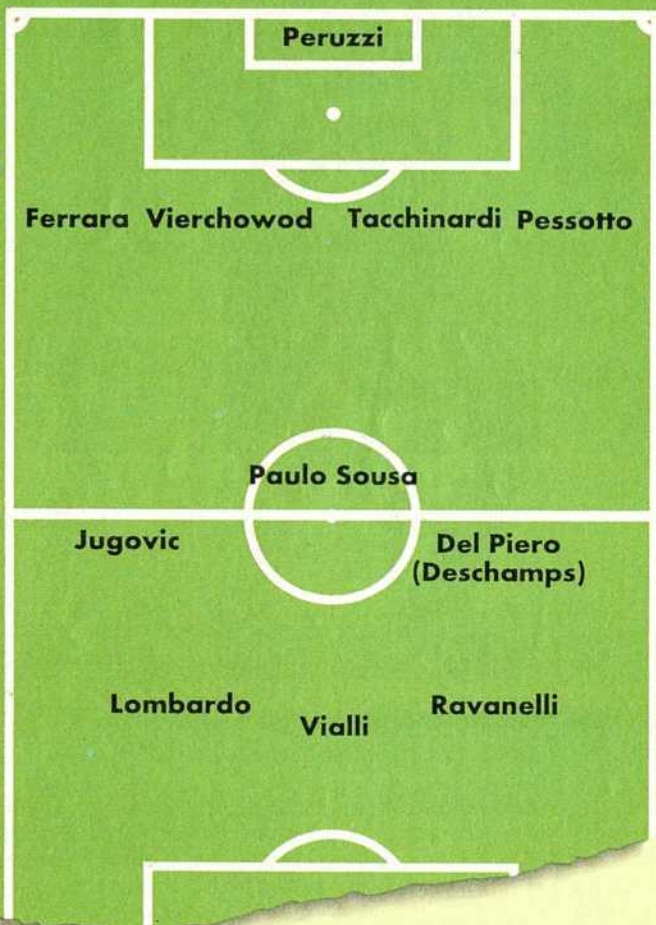 Peruzzi
Ferrara Vierchowod Tacchinardi Pessotto
Paulo Sousa
Jugovic
Del Piero
(Deschamps)
Lombardo
Vialli
Ravanelli